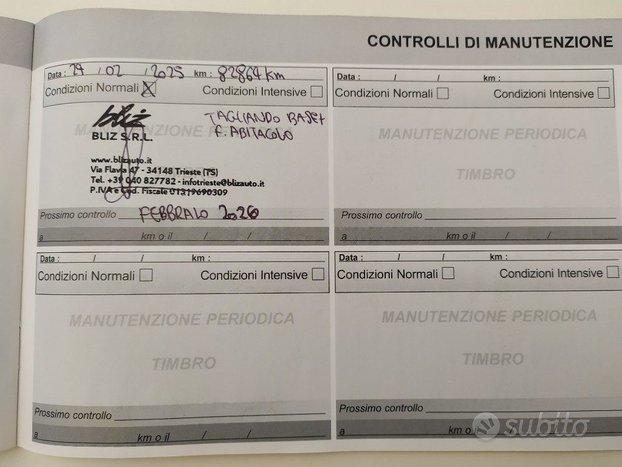 CONTROLLI DI MANUTENZIONE
Data : 24 / 02 / 2025 km : 82864 km
Condizioni Normali Condizioni Intensive
MANUTENZIONE PERIODICA
bliz
BLIZ S.R.L.
TAGLIANDO BASE+
F. ABITACOLO
www.blizauto.it
Via Flavia 47 - 34148 Trieste (TS)
Tel. +39 040 827782 - infotrieste@blizauto.it
P.IVA e Cod. Fiscale 01319690309
Prossimo controllo FEBBRAIO 2026
a km o il / /
Data : / / km :
Condizioni Normali Condizioni Intensive
MANUTENZIONE PERIODICA
TIMBRO
Prossimo controllo
a km o il / /
Data : / / km :
Condizioni Normali Condizioni Intensive
MANUTENZIONE PERIODICA
TIMBRO
Prossimo controllo
a km o il / /
Data : / / km :
Condizioni Normali Condizioni Intensive
MANUTENZIONE PERIODICA
TIMBRO
Prossimo controllo
a km o il / /
subito